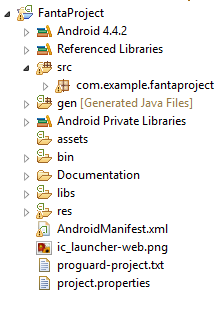 FantaProject
Android 4.4.2
Referenced Libraries
src
com.example.fantaproject
gen [Generated Java Files]
Android Private Libraries
assets
bin
Documentation
libs
res
AndroidManifest.xml
ic_launcher-web.png
proguard-project.txt
project.properties